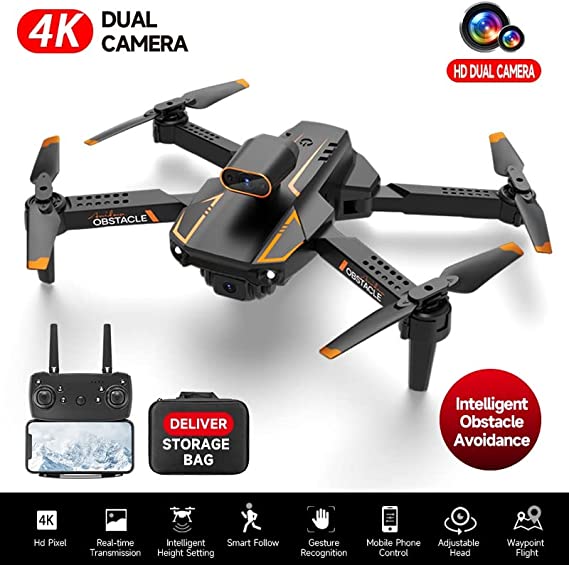 4K DUAL
CAMERA
HD DUAL CAMERA
OBSTACLE
OBSTACLE
DELIVER
STORAGE
BAG
Intelligent
Obstacle
Avoidance
4K
Hd Pixel
Real-time
Transmission
Intelligent
Height Setting
Smart Follow
Gesture
Recognition
Mobile Phone
Control
Adjustable
Head
Waypoint
Flight